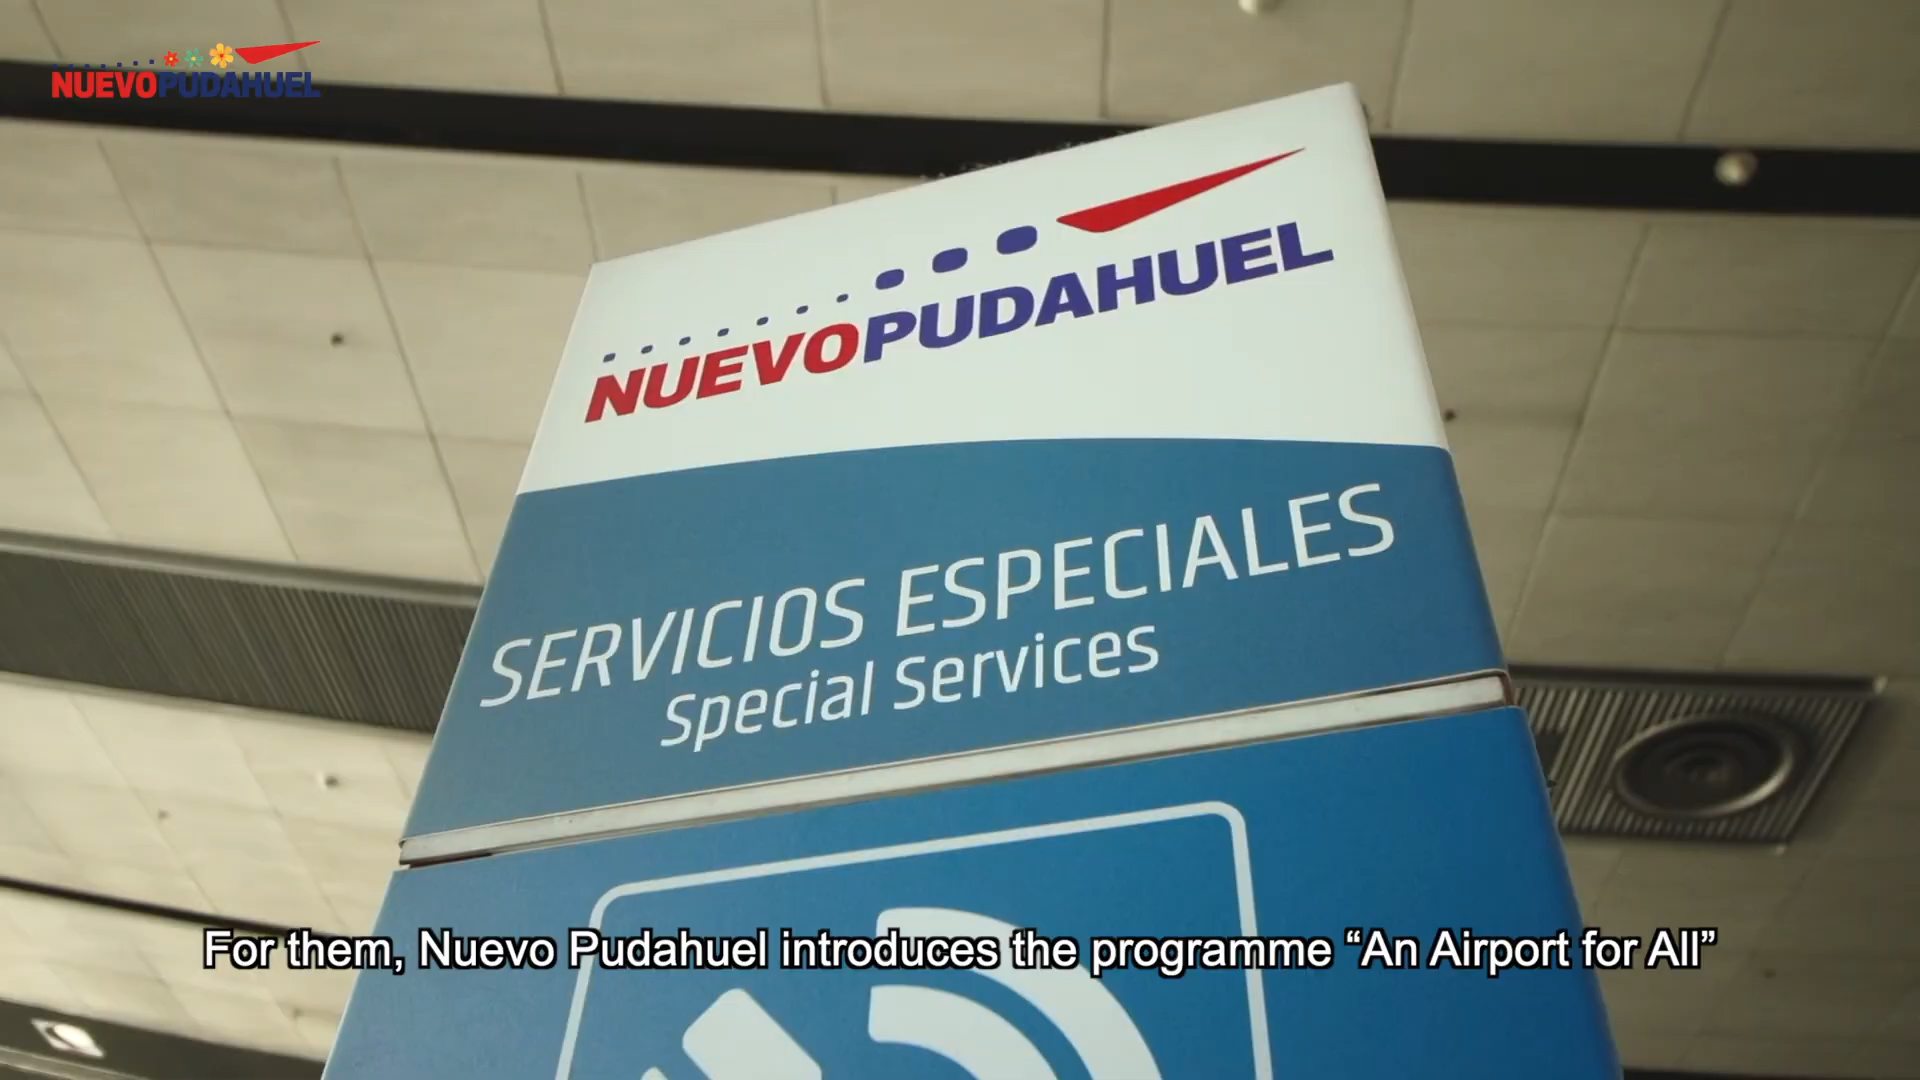 NUEVOPUDAHUEL
NUEVOPUDAHUEL
SERVICIOS ESPECIALES
Special Services
For them, Nuevo Pudahuel introduces the programme “An Airport for All”